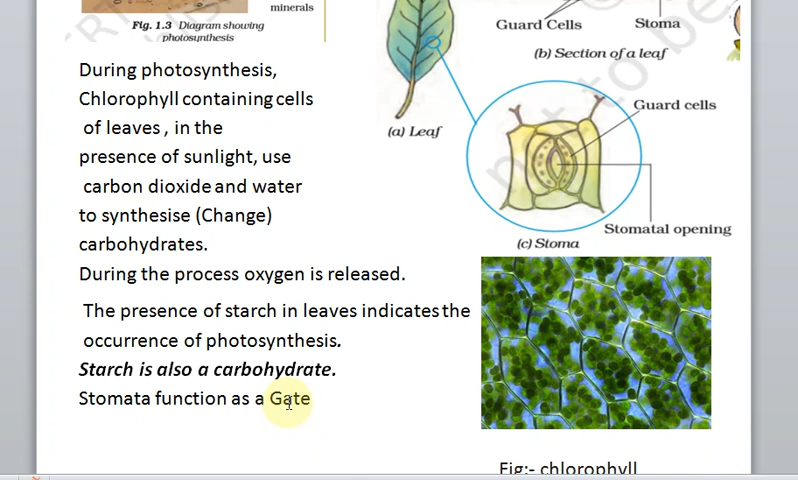 minerals
Fig. 1.3 Diagram showing
photosynthesis
Guard Cells
Stoma
(b) Section of a leaf
Guard cells
(a) Leaf
Stomatal opening
(c) Stoma
During photosynthesis,
Chlorophyll containing cells
of leaves , in the
presence of sunlight, use
carbon dioxide and water
to synthesise (Change)
carbohydrates.
During the process oxygen is released.
The presence of starch in leaves indicates the
occurrence of photosynthesis.
Starch is also a carbohydrate.
Stomata function as a Gate
Fig:- chlorophyll